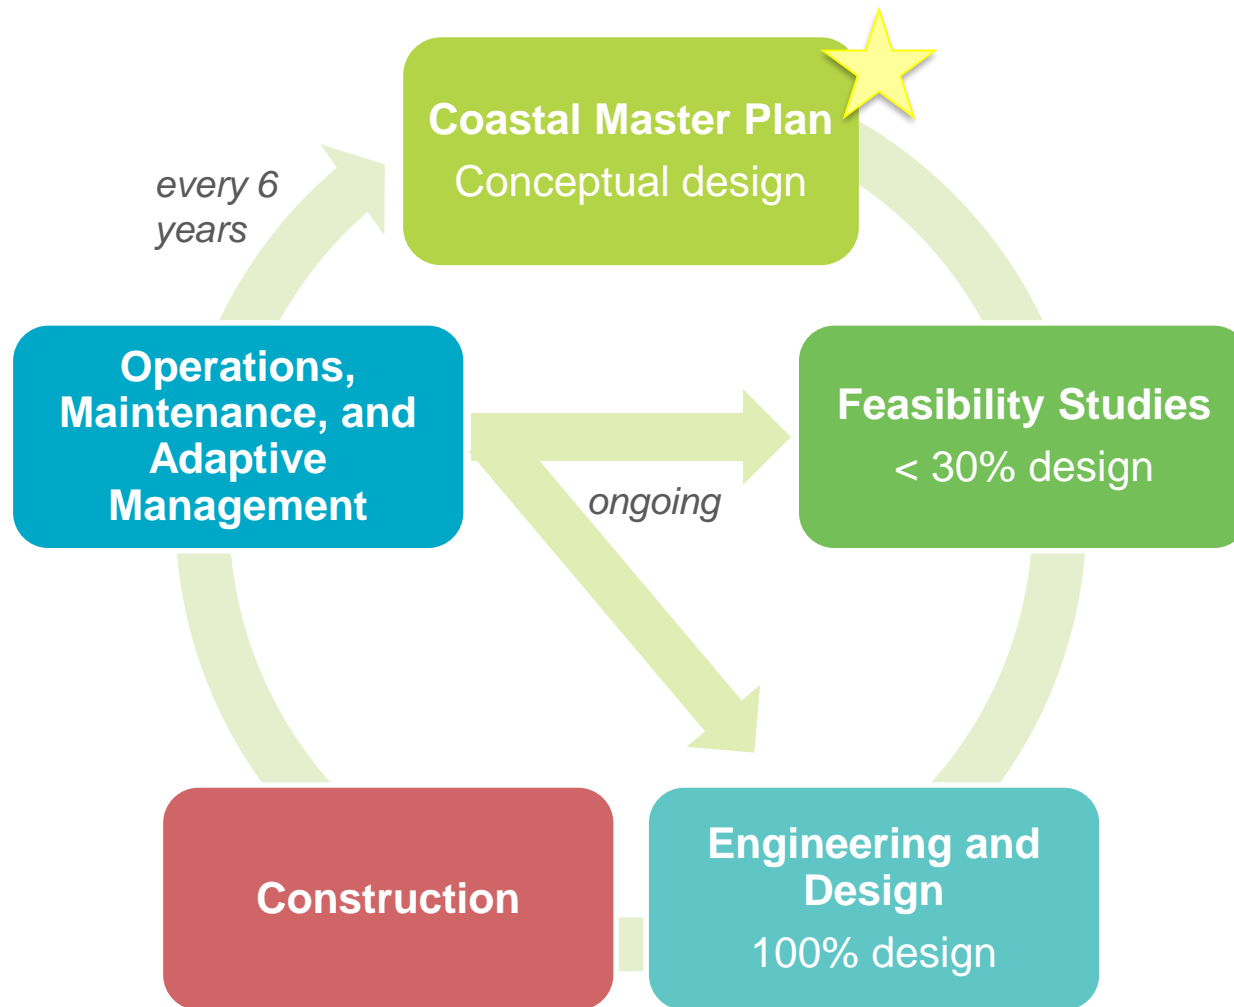 Coastal Master Plan
Conceptual design
every 6
years
Operations,
Maintenance, and
Adaptive
Management
Feasibility Studies
< 30% design
ongoing
Construction
Engineering and
Design
100% design